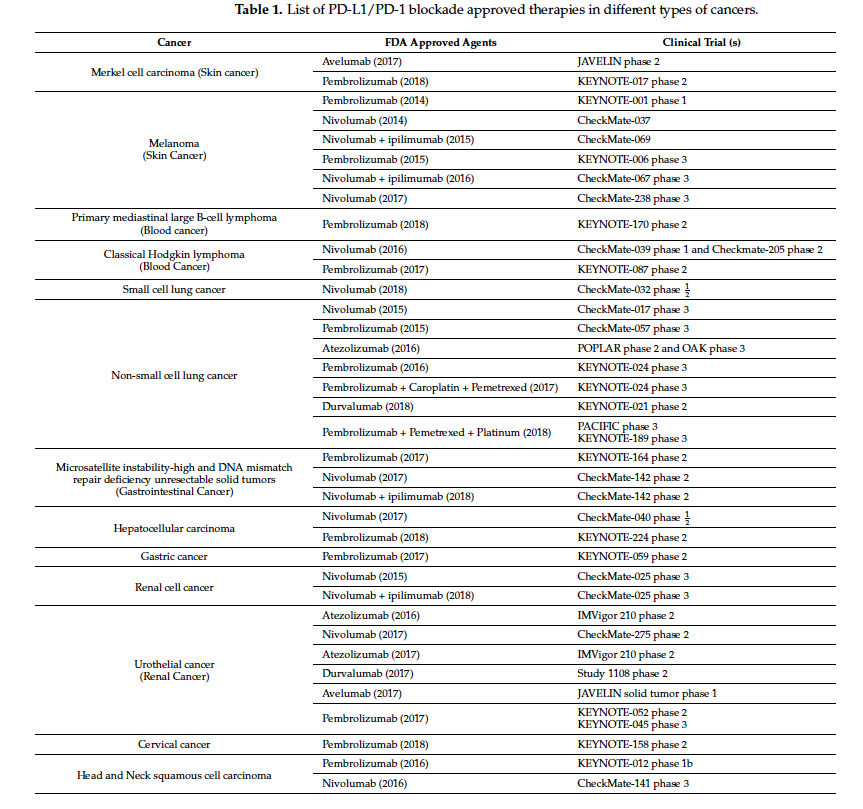 Table 1. List of PD-L1/PD-1 blockade approved therapies in different types of cancers.
Cancer FDA Approved Agents Clinical Trial (s)
Merkel cell carcinoma (Skin cancer)
Avelumab (2017) JAVELIN phase 2
Pembrolizumab (2018) KEYNOTE-017 phase 2
Melanoma
(Skin Cancer)
Pembrolizumab (2014) KEYNOTE-001 phase 1
Nivolumab (2014) CheckMate-037
Nivolumab + ipilimumab (2015) CheckMate-069
Pembrolizumab (2015) KEYNOTE-006 phase 3
Nivolumab + ipilimumab (2016) CheckMate-067 phase 3
Nivolumab (2017) CheckMate-238 phase 3
Primary mediastinal large B-cell lymphoma
(Blood cancer)
Pembrolizumab (2018) KEYNOTE-170 phase 2
Classical Hodgkin lymphoma
(Blood Cancer)
Nivolumab (2016) CheckMate-039 phase 1 and Checkmate-205 phase 2
Pembrolizumab (2017) KEYNOTE-087 phase 2
Small cell lung cancer Nivolumab (2018) CheckMate-032 phase 1/2
Non-small cell lung cancer
Nivolumab (2015) CheckMate-017 phase 3
Pembrolizumab (2015) CheckMate-057 phase 3
Atezolizumab (2016) POPLAR phase 2 and OAK phase 3
Pembrolizumab (2016) KEYNOTE-024 phase 3
Pembrolizumab + Caroplatin + Pemetrexed (2017) KEYNOTE-024 phase 3
Durvalumab (2018) KEYNOTE-021 phase 2
Pembrolizumab + Pemetrexed + Platinum (2018) PACIFIC phase 3
KEYNOTE-189 phase 3
Microsatellite instability-high and DNA mismatch
repair deficiency unresectable solid tumors
(Gastrointestinal Cancer)
Pembrolizumab (2017) KEYNOTE-164 phase 2
Nivolumab (2017) CheckMate-142 phase 2
Nivolumab + ipilimumab (2018) CheckMate-142 phase 2
Hepatocellular carcinoma
Nivolumab (2017) CheckMate-040 phase 1/2
Pembrolizumab (2018) KEYNOTE-224 phase 2
Gastric cancer Pembrolizumab (2017) KEYNOTE-059 phase 2
Renal cell cancer
Nivolumab (2015) CheckMate-025 phase 3
Nivolumab + ipilimumab (2018) CheckMate-025 phase 3
Urothelial cancer
(Renal Cancer)
Atezolizumab (2016) IMVigor 210 phase 2
Nivolumab (2017) CheckMate-275 phase 2
Atezolizumab (2017) IMVigor 210 phase 2
Durvalumab (2017) Study 1108 phase 2
Avelumab (2017) JAVELIN solid tumor phase 1
Pembrolizumab (2017) KEYNOTE-052 phase 2
KEYNOTE-045 phase 3
Cervical cancer Pembrolizumab (2018) KEYNOTE-158 phase 2
Head and Neck squamous cell carcinoma
Pembrolizumab (2016) KEYNOTE-012 phase 1b
Nivolumab (2016) CheckMate-141 phase 3